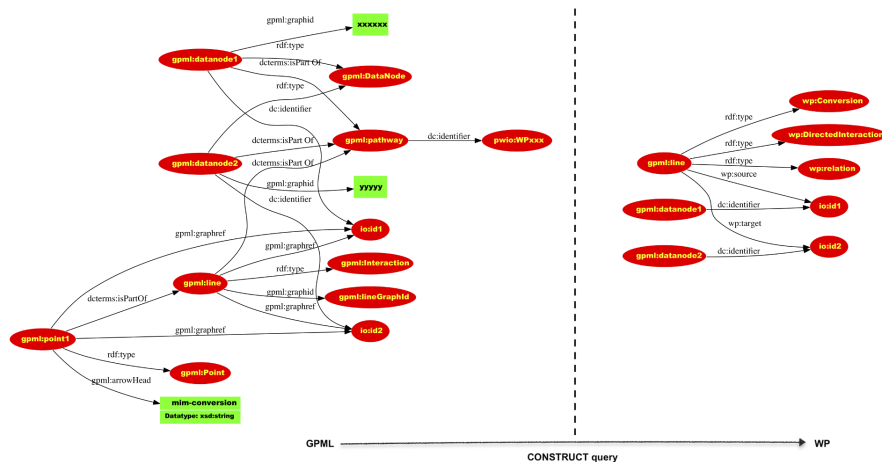 gpml:graphid
xxxxxx
rdf:type
gpml:datanode1
dcterms:isPart Of
gpml:DataNode
rdf:type
dc:identifier
gpml:pathway
dc:identifier
pwio:WPxxx
dcterms:isPart Of
gpml:datanode2
dcterms:isPart Of
gpml:graphid
yyyyy
dc:identifier
io:id1
gpml:graphref
gpml:graphref
gpml:Interaction
rdf:type
gpml:line
gpml:graphid
gpml:lineGraphId
dcterms:isPartOf
gpml:graphref
gpml:graphref
io:id2
gpml:point1
rdf:type
gpml:Point
gpml:arrowHead
mim-conversion
Datatype: xsd:string
wp:Conversion
rdf:type
wp:DirectedInteraction
rdf:type
gpml:line
rdf:type
wp:relation
wp:source
gpml:datanode1
dc:identifier
io:id1
wp:target
gpml:datanode2
dc:identifier
io:id2
GPML
WP
CONSTRUCT query